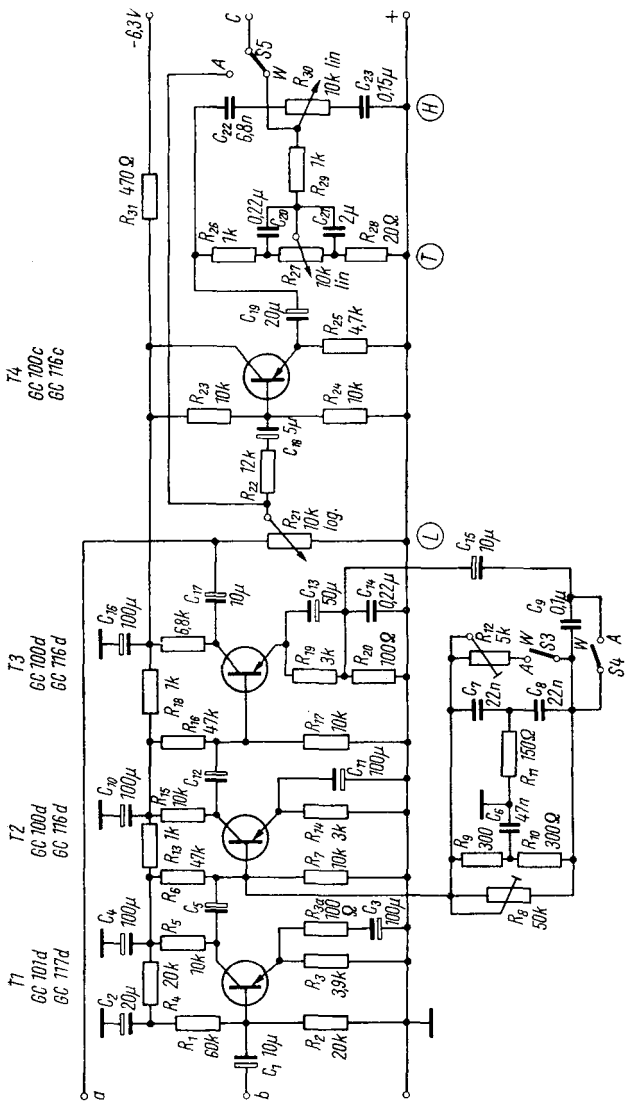 T1
GC 101d
GC 117d
T2
GC 100d
GC 116d
T3
GC 100d
GC 116d
T4
GC 100c
GC 116c
a
b
C1
10µ
R1
60k
R2
20k
C2
20µ
R4
20k
C4
100µ
R5
10k
R3
3,9k
R3a
100
Ω
C3
100µ
C5
R6
47k
R7
10k
R13
1k
C10
100µ
R15
10k
R14
3k
C11
100µ
C12
R16
47k
R17
10k
R18
1k
C16
100µ
6,8k
C17
10µ
R19
3k
R20
100Ω
C13
50µ
C14
0,22µ
R21
10k
log.
L
R22
12k
C18
5µ
R23
10k
R24
10k
R25
4,7k
C19
20µ
R26
1k
R27
10k
lin
R28
20Ω
C20
0,22µ
C21
2µ
T
R29
1k
R30
10k lin
C22
6,8n
C23
0,15µ
H
R31 470Ω
-6,3V
C
S5
A
W
+
R8
50k
R9
300
R10
300Ω
C6
47n
R11
150Ω
C7
22n
C8
22n
R12
5k
A
W
S3
C9
0,1µ
W
A
S4
C15
10µ